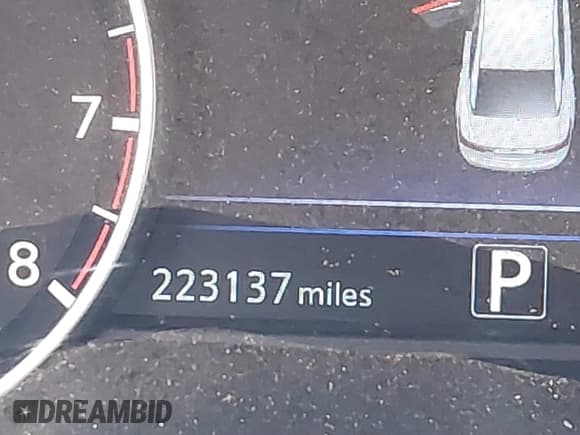 7
8
223137 miles P
DREAMBID